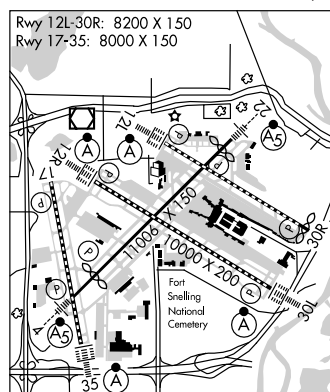 Rwy 12L-30R: 8200 X 150
Rwy 17-35: 8000 X 150
12L
22
A5
A
A
17
12R
P
P
P
P
11006 X 150
10000 X 200
P
30R
P
P
4
A5
Fort
Snelling
National
Cemetery
A
30L
35
A